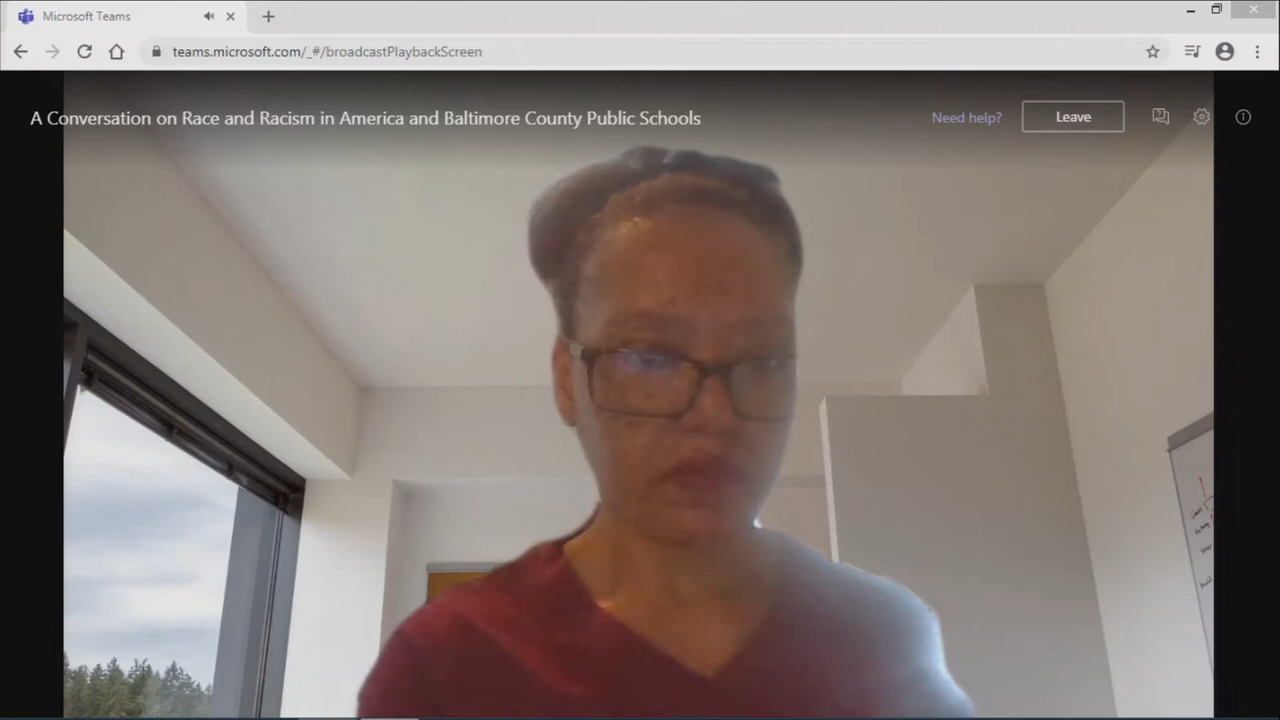 Microsoft Teams
teams.microsoft.com/_#/broadcastPlaybackScreen
A Conversation on Race and Racism in America and Baltimore County Public Schools
Need help?
Leave